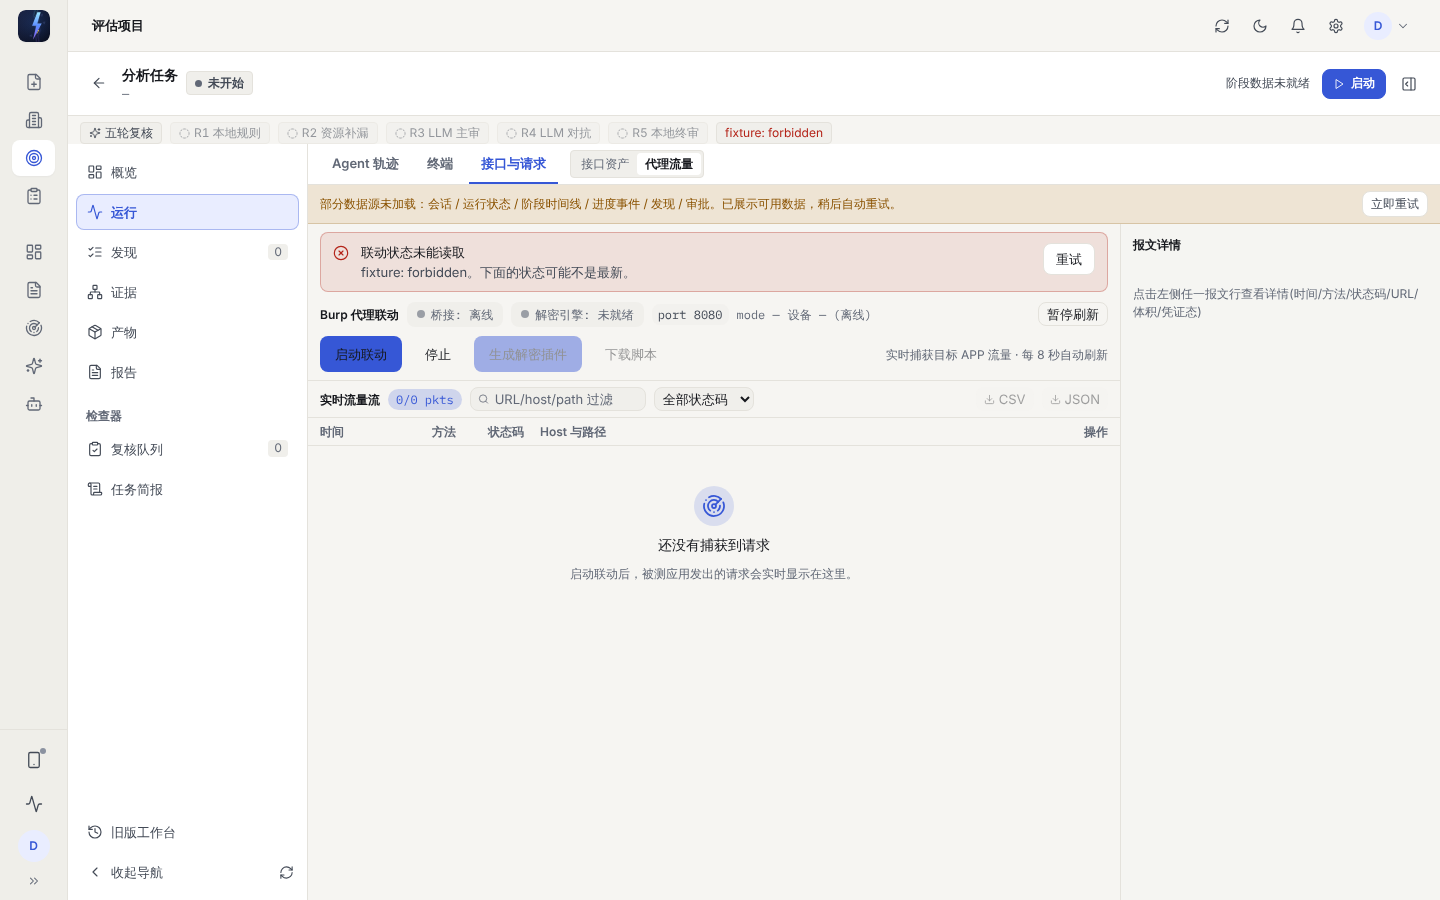 评估项目
D
分析任务
—
未开始
阶段数据未就绪
启动
五轮复核
R1 本地规则
R2 资源补漏
R3 LLM 主审
R4 LLM 对抗
R5 本地终审
fixture: forbidden
概览
运行
发现
0
证据
产物
报告
检查器
复核队列
0
任务简报
旧版工作台
收起导航
D
Agent 轨迹
终端
接口与请求
接口资产
代理流量
部分数据源未加载：会话 / 运行状态 / 阶段时间线 / 进度事件 / 发现 / 审批。已展示可用数据，稍后自动重试。
立即重试
联动状态未能读取
fixture: forbidden。下面的状态可能不是最新。
重试
Burp 代理联动
桥接: 离线
解密引擎: 未就绪
port 8080
mode — 设备 — (离线)
暂停刷新
启动联动
停止
生成解密插件
下载脚本
实时捕获目标 APP 流量 · 每 8 秒自动刷新
实时流量流
0/0 pkts
URL/host/path 过滤
全部状态码
CSV
JSON
时间
方法
状态码
Host 与路径
操作
还没有捕获到请求
启动联动后，被测应用发出的请求会实时显示在这里。
报文详情
点击左侧任一报文行查看详情(时间/方法/状态码/URL/
体积/凭证态)